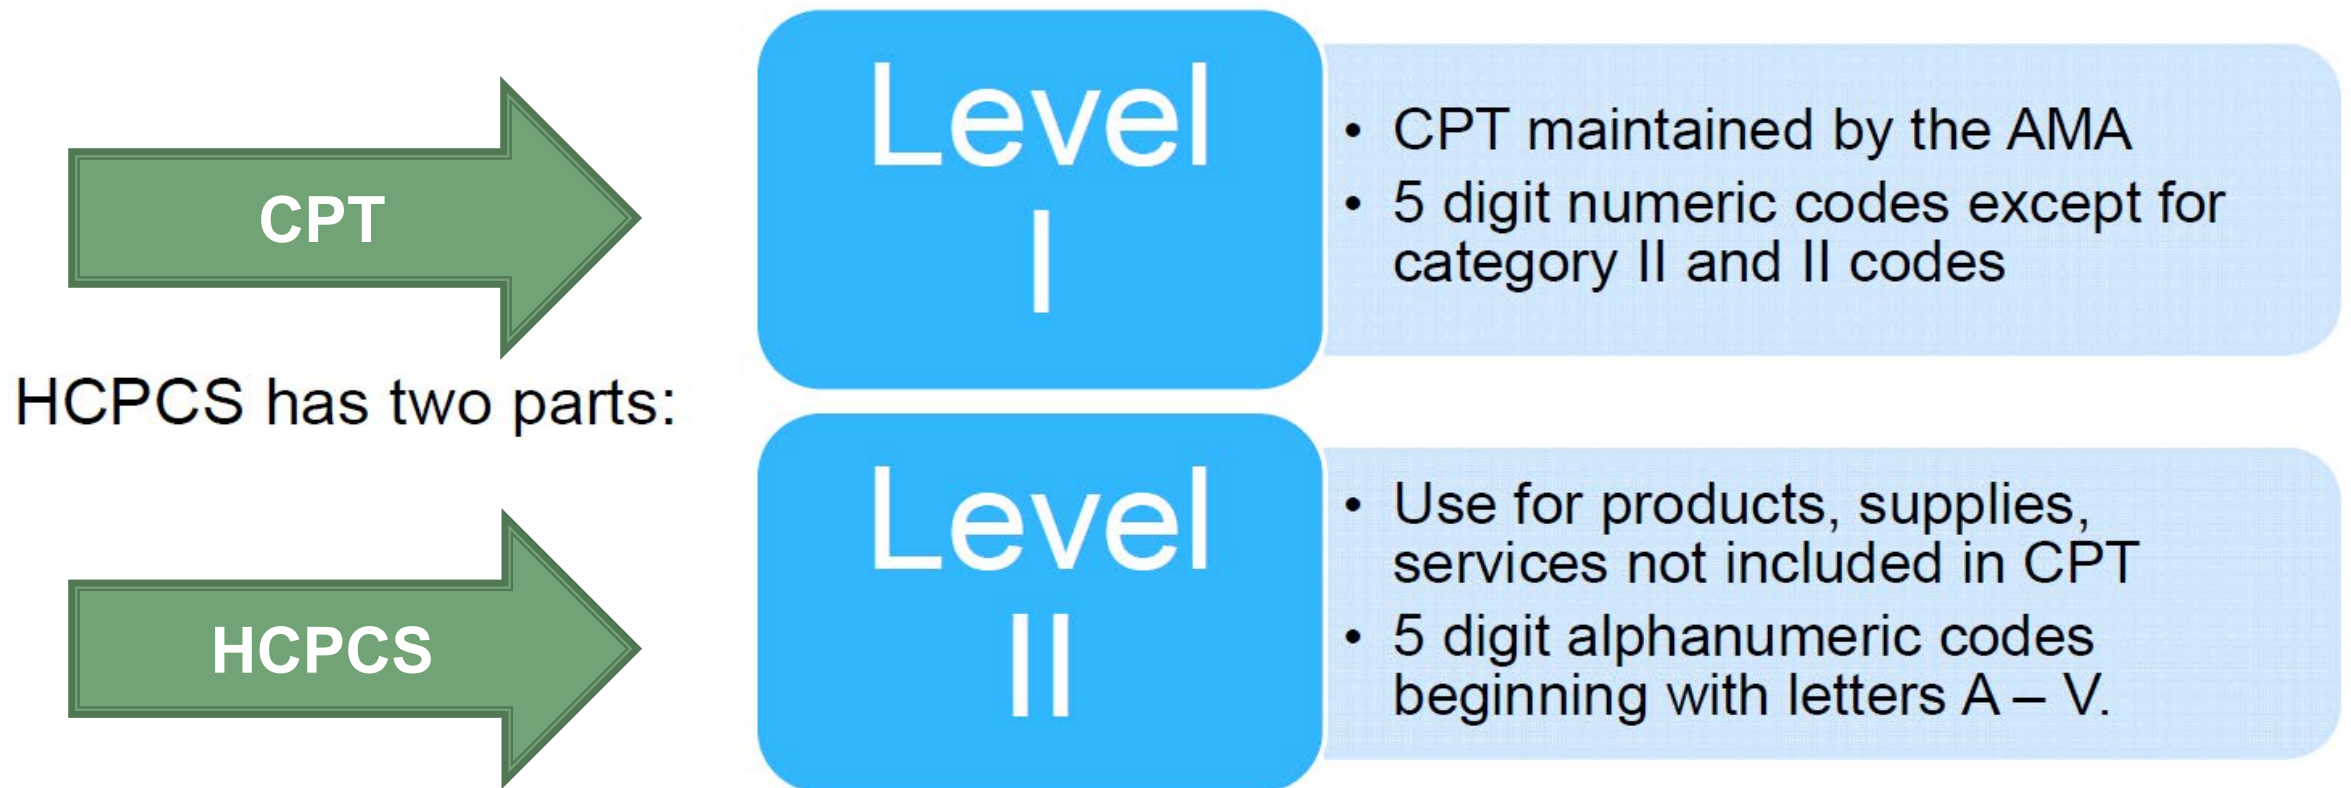 CPT
HCPCS has two parts:
HCPCS
Level
I
• CPT maintained by the AMA
• 5 digit numeric codes except for
category II and II codes
Level
II
• Use for products, supplies,
services not included in CPT
• 5 digit alphanumeric codes
beginning with letters A – V.